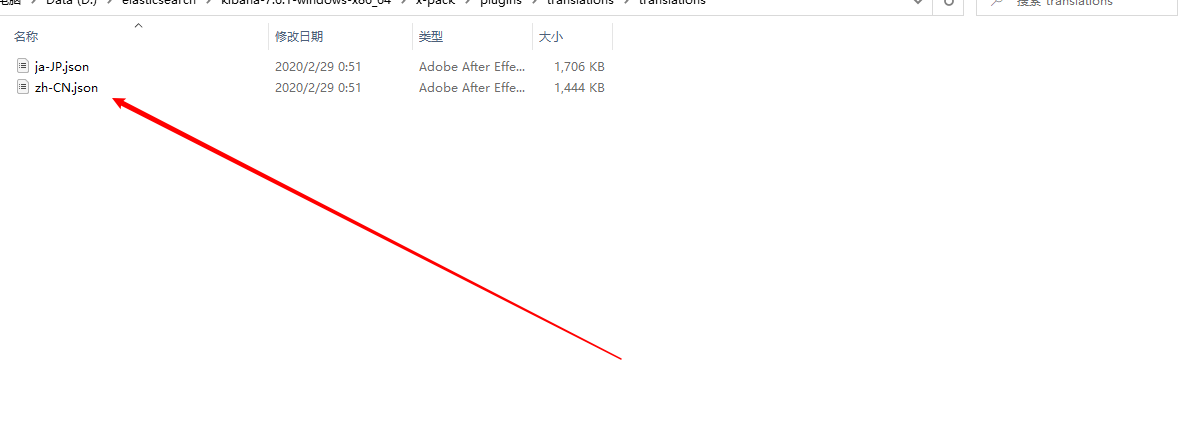 电脑 > Data (D:) > elasticsearch > kibana-7.6.1-windows-x86_64 > x-pack > plugins > translations > translations 搜索"translations"
名称 修改日期 类型 大小
ja-JP.json 2020/2/29 0:51 Adobe After Effe... 1,706 KB
zh-CN.json 2020/2/29 0:51 Adobe After Effe... 1,444 KB